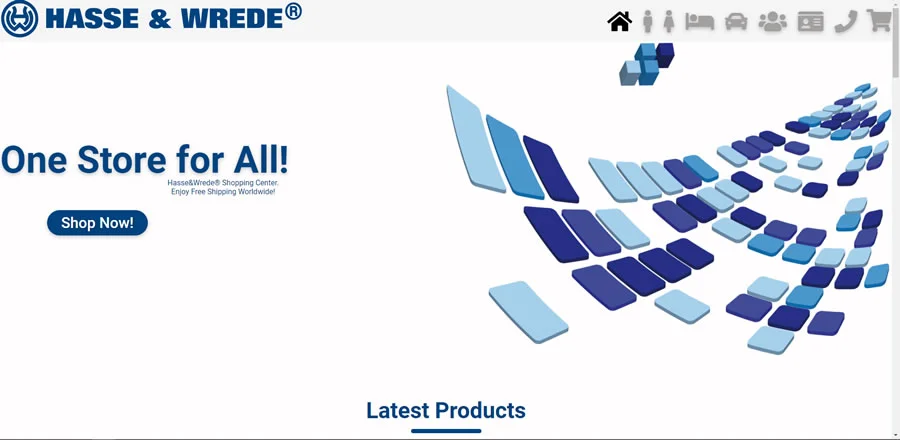 HASSE & WREDE®
One Store for All!
Hasse&Wrede® Shopping Center.
Enjoy Free Shipping Worldwide!
Shop Now!
Latest Products